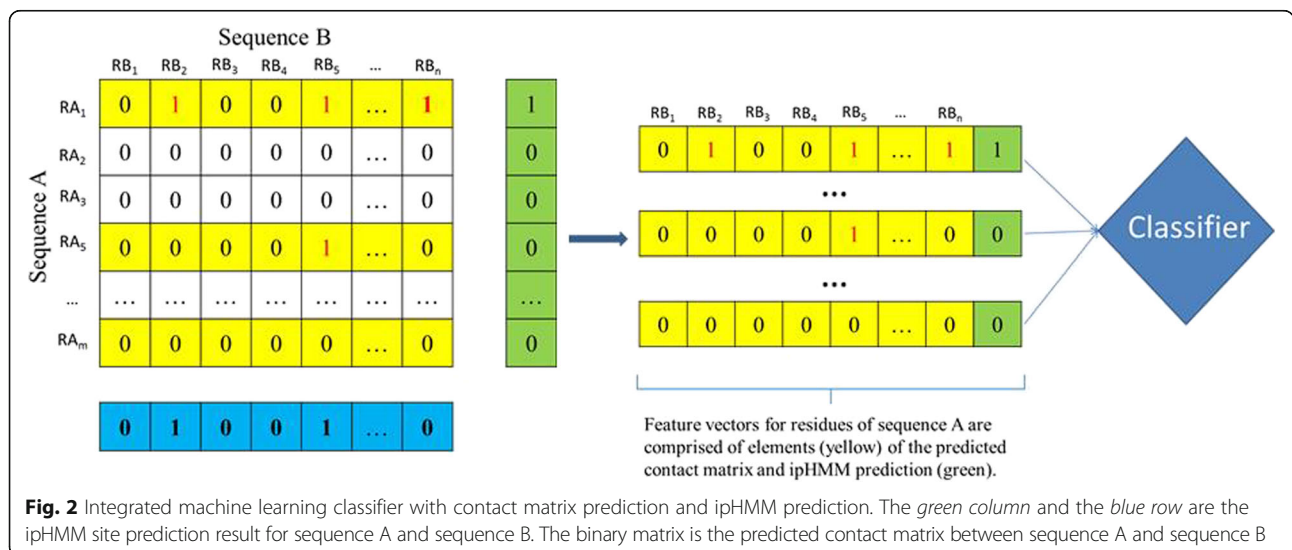 Sequence B
RB1 RB2 RB3 RB4 RB5 ... RBn
Sequence A
RA1 0 1 0 0 1 ... 1 1
RA2 0 0 0 0 0 ... 0 0
RA3 0 0 0 0 0 ... 0 0
RA5 0 0 0 0 1 ... 0 0
... ... ... ... ... ... ... ... ...
RAm 0 0 0 0 0 ... 0 0
0 1 0 0 1 ... 0
RB1 RB2 RB3 RB4 RB5 ... RBn
0 1 0 0 1 ... 1 1
...
0 0 0 0 1 ... 0 0
...
0 0 0 0 0 ... 0 0
Classifier
Feature vectors for residues of sequence A are
comprised of elements (yellow) of the predicted
contact matrix and ipHMM prediction (green).
Fig. 2 Integrated machine learning classifier with contact matrix prediction and ipHMM prediction. The green column and the blue row are the
ipHMM site prediction result for sequence A and sequence B. The binary matrix is the predicted contact matrix between sequence A and sequence B